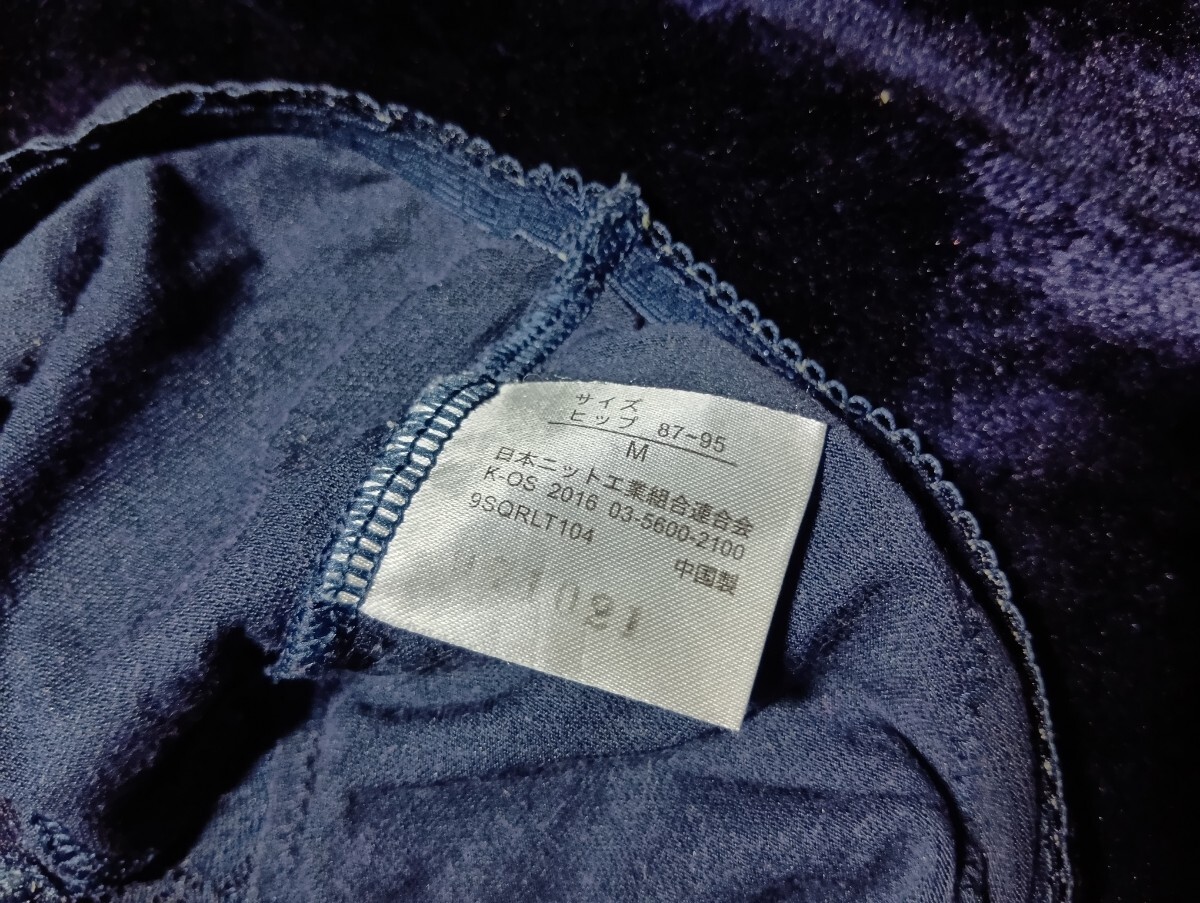 サイズ
ヒップ 87-95
M
日本ニット工業組合連合会
K-OS 2016 03-5600-2100
9SQRLT104
中国製